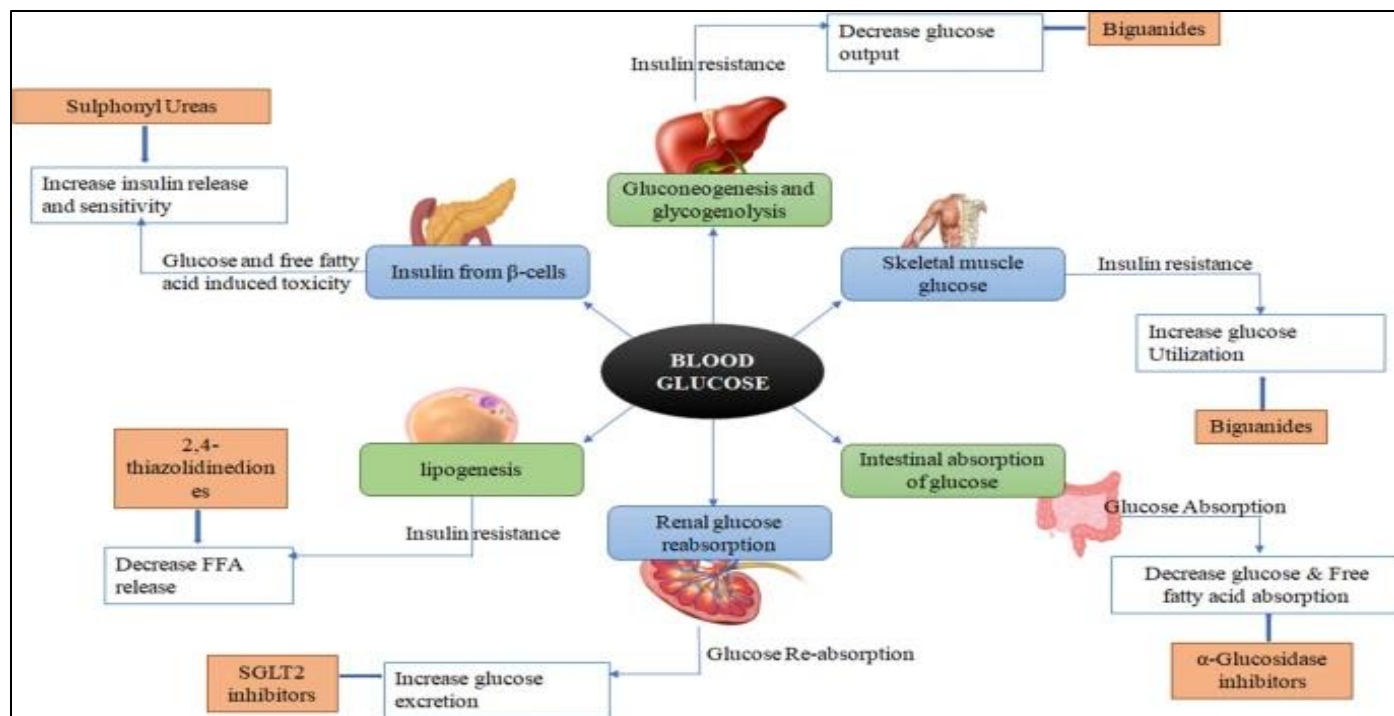 Decrease glucose
output
Biguanides
Insulin resistance
Sulphonyl Ureas
Increase insulin release
and sensitivity
Gluconeogenesis and
glycogenolysis
Glucose and free fatty
acid induced toxicity
Insulin from β-cells
Skeletal muscle
glucose
Insulin resistance
Increase glucose
Utilization
Biguanides
BLOOD
GLUCOSE
2,4-
thiazolidinedion
es
lipogenesis
Intestinal absorption
of glucose
Insulin resistance
Decrease FFA
release
Renal glucose
reabsorption
Glucose Absorption
Decrease glucose & Free
fatty acid absorption
α-Glucosidase
inhibitors
Glucose Re-absorption
SGLT2
inhibitors
Increase glucose
excretion